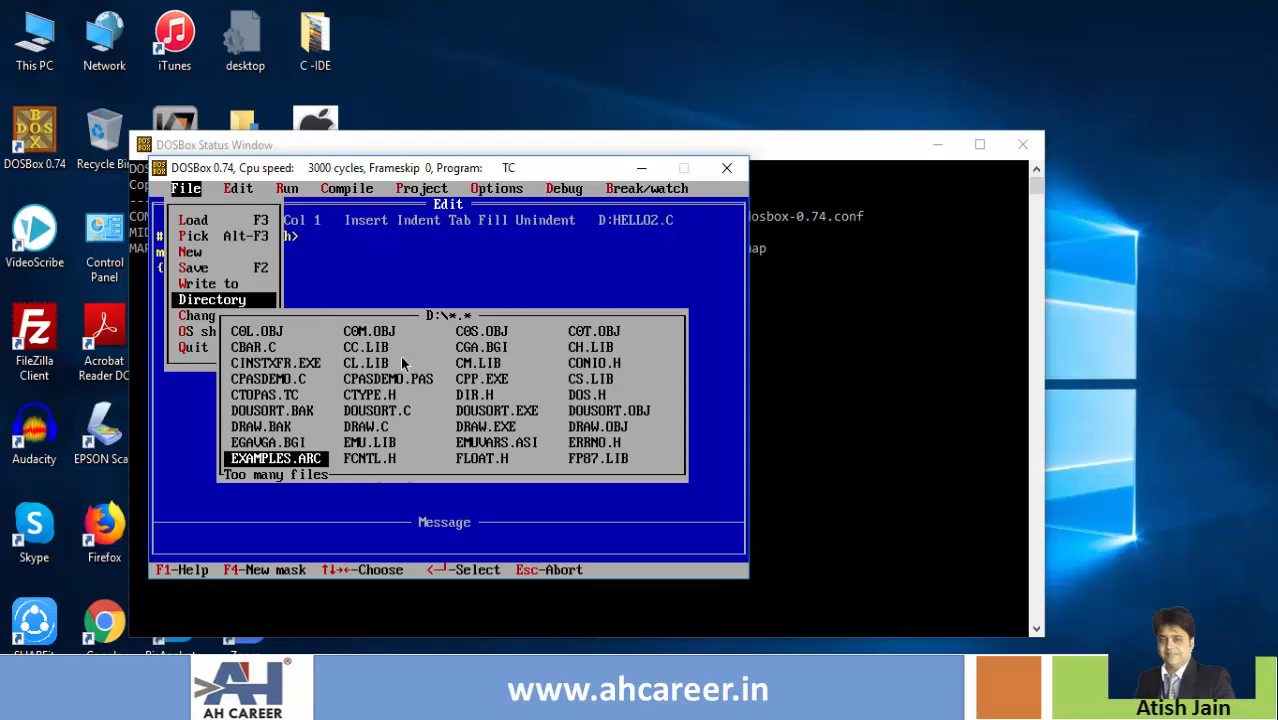 This PC
Network
iTunes
desktop
C -IDE
DOSBox 0.74
Recycle Bin
VideoScribe
Control
Panel
FileZilla
Client
Acrobat
Reader DC
Audacity
EPSON Sca
Skype
Firefox
DOSBox Status Window
DOSBox 0.74, Cpu speed: 3000 cycles, Frameskip 0, Program: TC
File Edit Run Compile Project Options Debug Break/watch
Edit
Col 1 Insert Indent Tab Fill Unindent D:HELLO2.C
dosbox-0.74.conf
h>
Load F3
Pick Alt-F3
New
Save F2
Write to
Directory
Chang
OS sh
Quit
D:\*.*
C0L.OBJ C0M.OBJ C0S.OBJ C0T.OBJ
CBAR.C CC.LIB CGA.BGI CH.LIB
CINSTXFR.EXE CL.LIB CM.LIB CONIO.H
CPASDEMO.C CPASDEMO.PAS CPP.EXE CS.LIB
CTOPAS.TC CTYPE.H DIR.H DOS.H
DOUSORT.BAK DOUSORT.C DOUSORT.EXE DOUSORT.OBJ
DRAW.BAK DRAW.C DRAW.EXE DRAW.OBJ
EGAVGA.BGI EMU.LIB EMUVARS.ASI ERRNO.H
EXAMPLES.ARC FCNTL.H FLOAT.H FP87.LIB
Too many files
Message
F1-Help F4-New mask ↑↓→←-Choose ←┘-Select Esc-Abort
AH
AH CAREER
www.ahcareer.in
Atish Jain